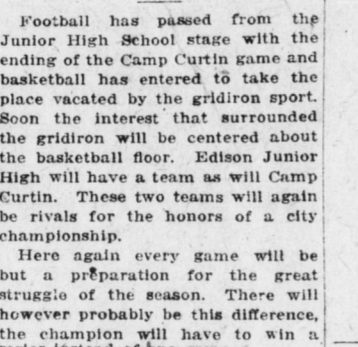 Football has passed from the
Junior High School stage with the
ending of the Camp Curtin game and
basketball has entered to take the
place vacated by the gridiron sport.
Soon the interest that surrounded
the gridiron will be centered about
the basketball floor. Edison Junior
High will have a team as will Camp
Curtin. These two teams will again
be rivals for the honors of a city
championship.
Here again every game will be
but a preparation for the great
struggle of the season. There will
however probably be this difference,
the champion will have to win a